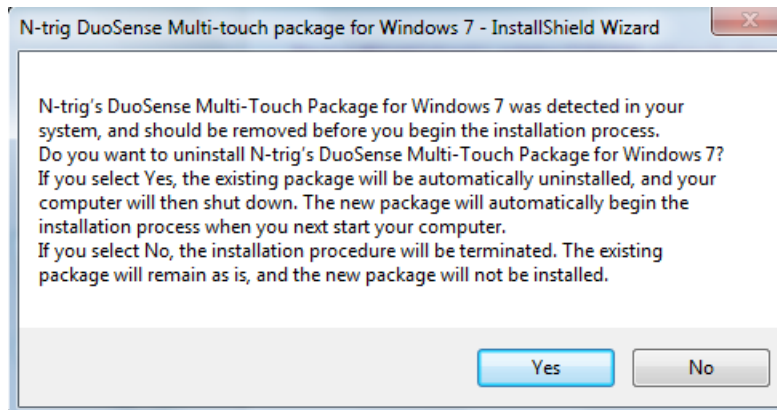 N-trig DuoSense Multi-touch package for Windows 7 - InstallShield Wizard
N-trig's DuoSense Multi-Touch Package for Windows 7 was detected in your
system, and should be removed before you begin the installation process.
Do you want to uninstall N-trig's DuoSense Multi-Touch Package for Windows 7?
If you select Yes, the existing package will be automatically uninstalled, and your
computer will then shut down. The new package will automatically begin the
installation process when you next start your computer.
If you select No, the installation procedure will be terminated. The existing
package will remain as is, and the new package will not be installed.
Yes
No